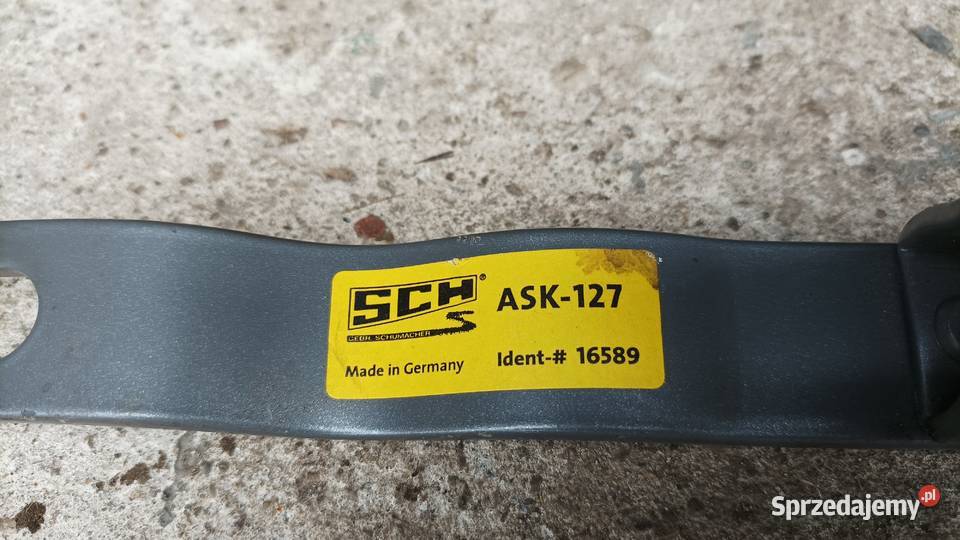 SCH®
S
GEBR. SCHUMACHER
ASK-127
Made in Germany
Ident-# 16589
Sprzedajemy.pl